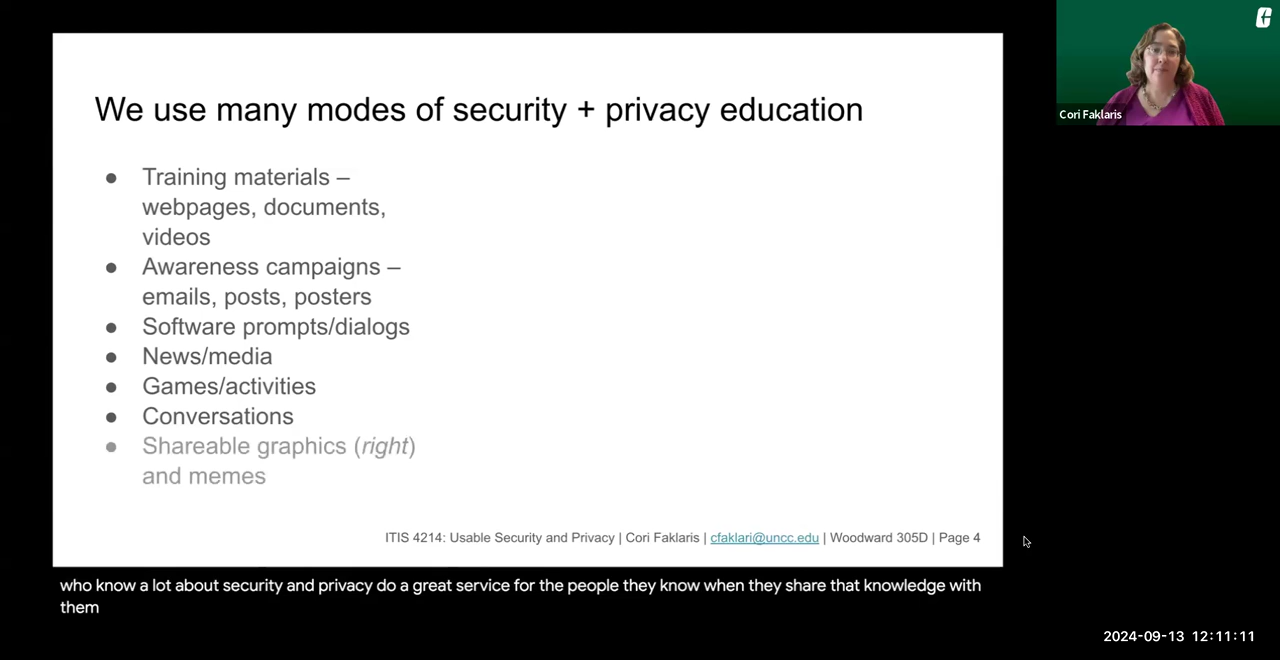 We use many modes of security + privacy education
● Training materials –
webpages, documents,
videos
● Awareness campaigns –
emails, posts, posters
● Software prompts/dialogs
● News/media
● Games/activities
● Conversations
● Shareable graphics (right)
and memes
ITIS 4214: Usable Security and Privacy | Cori Faklaris | cfaklari@uncc.edu | Woodward 305D | Page 4
Cori Faklaris
who know a lot about security and privacy do a great service for the people they know when they share that knowledge with
them
2024-09-13 12:11:11